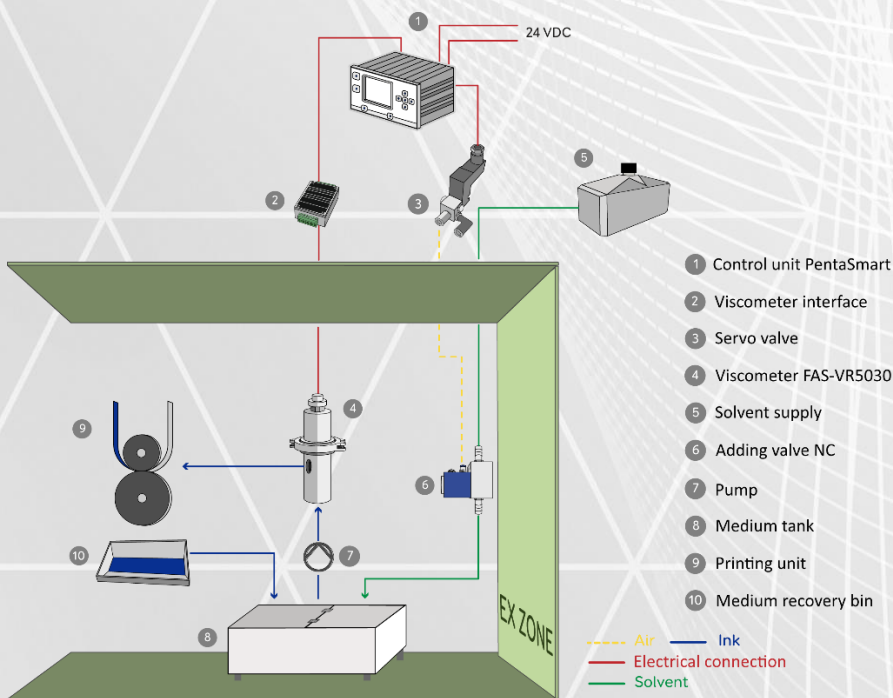 1
24 VDC
2
3
5
4
9
6
10
7
8
EX ZONE
1 Control unit PentaSmart
2 Viscometer interface
3 Servo valve
4 Viscometer FAS-VR5030
5 Solvent supply
6 Adding valve NC
7 Pump
8 Medium tank
9 Printing unit
10 Medium recovery bin
Air Ink
Electrical connection
Solvent